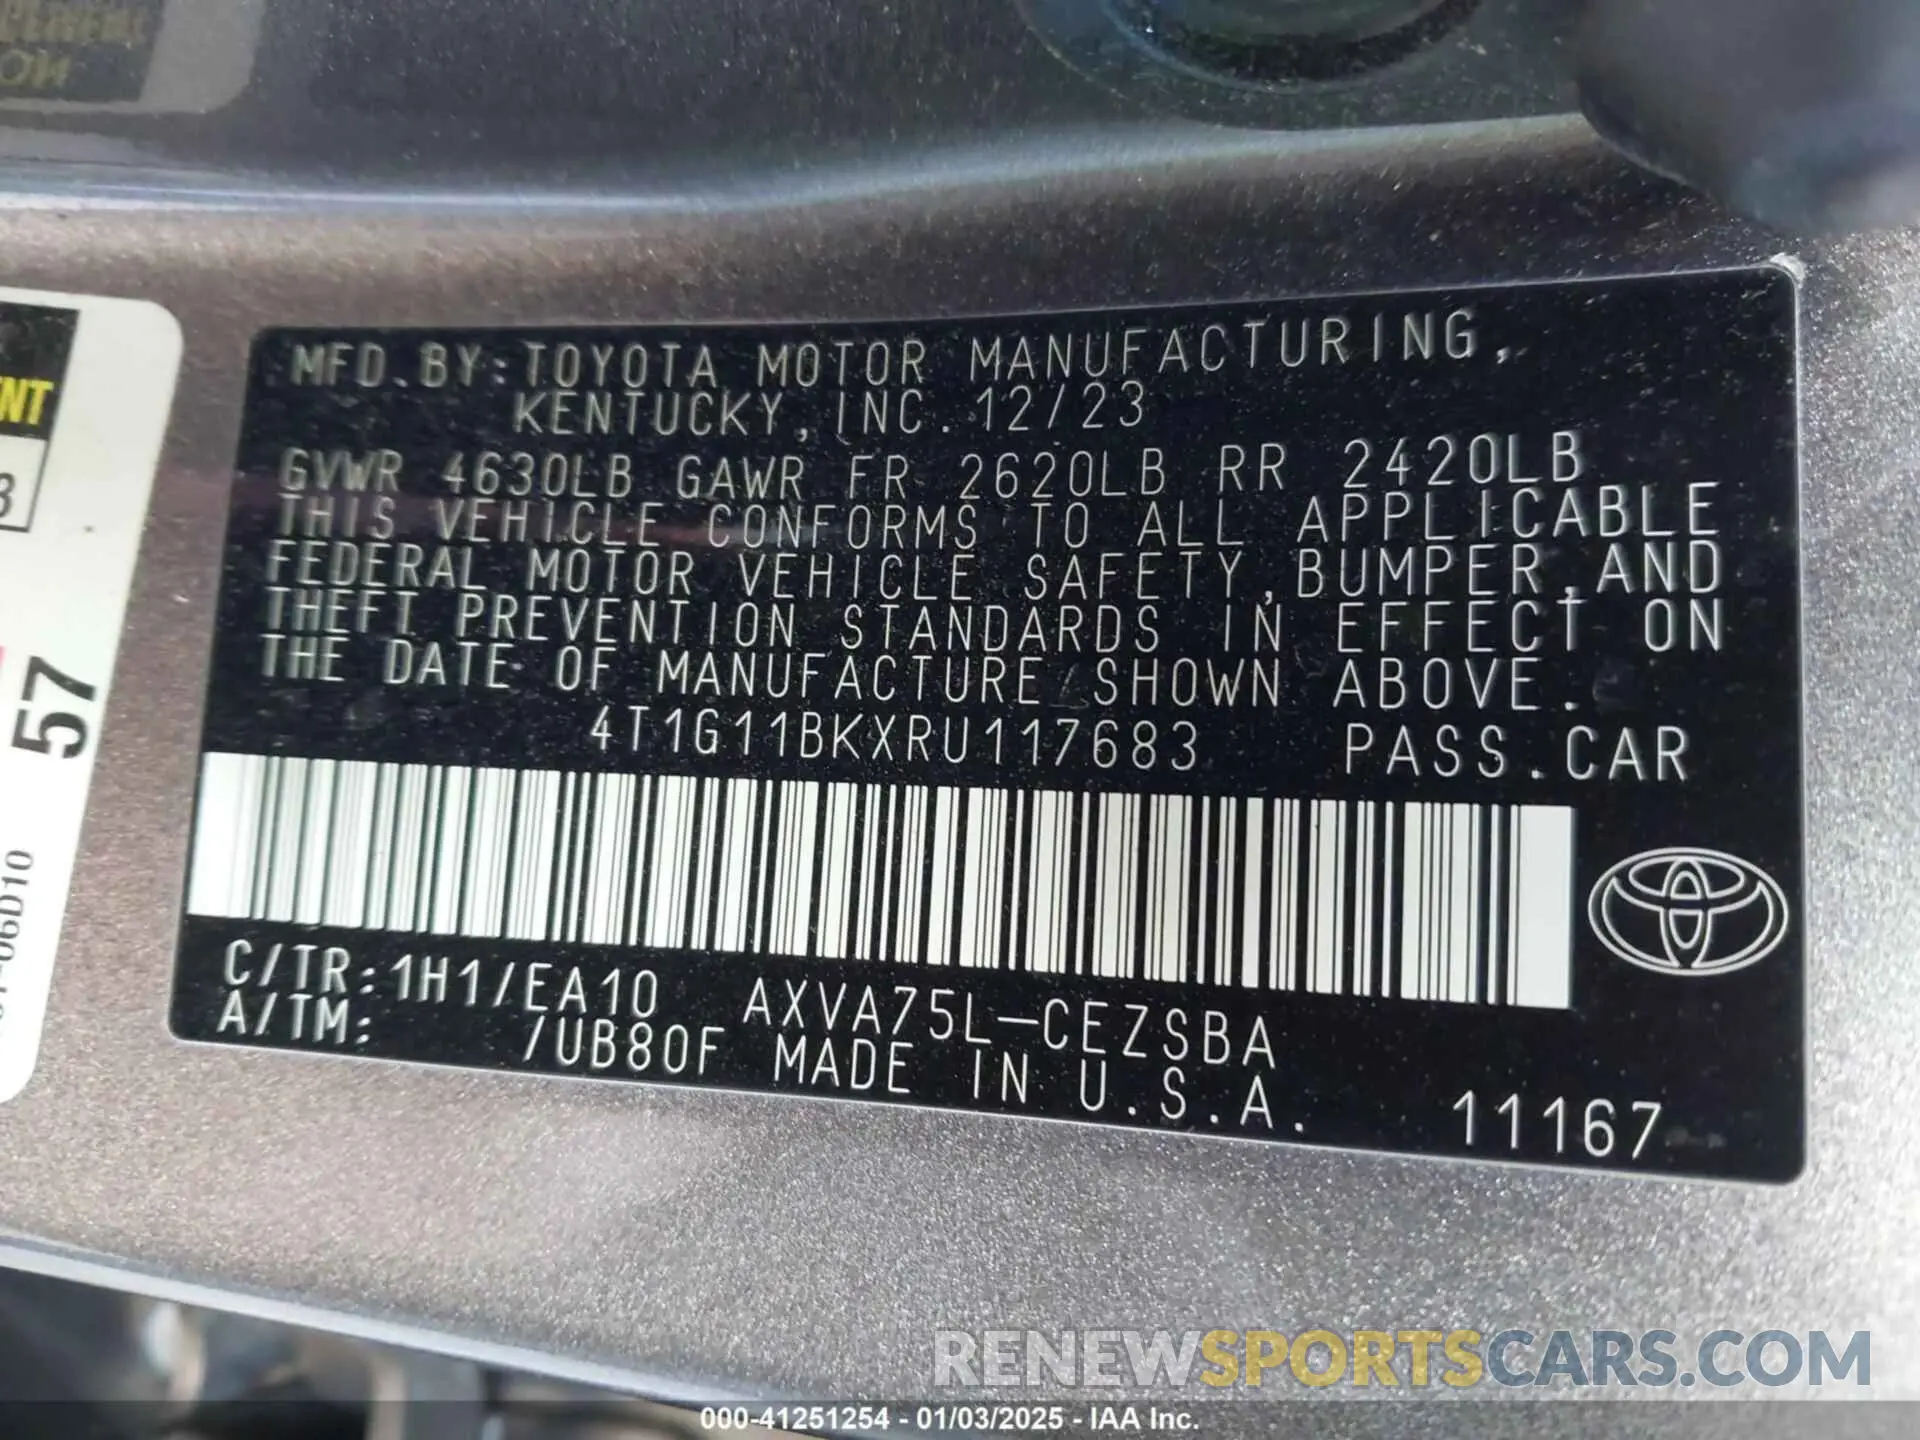 NT
3
57
06D10
MFD. BY: TOYOTA MOTOR MANUFACTURING,
KENTUCKY, INC. 12/23
GVWR 4630LB GAWR FR 2620LB RR 2420LB
THIS VEHICLE CONFORMS TO ALL APPLICABLE
FEDERAL MOTOR VEHICLE SAFETY, BUMPER, AND
THEFT PREVENTION STANDARDS IN EFFECT ON
THE DATE OF MANUFACTURE SHOWN ABOVE.
4T1G11BKXRU117683 PASS.CAR
C/TR:1H1/EA10 AXVA75L-CEZSBA
A/TM: /UB80F MADE IN U.S.A.
11167
RENEWSPORTSCARS.COM
000-41251254 - 01/03/2025 - IAA Inc.